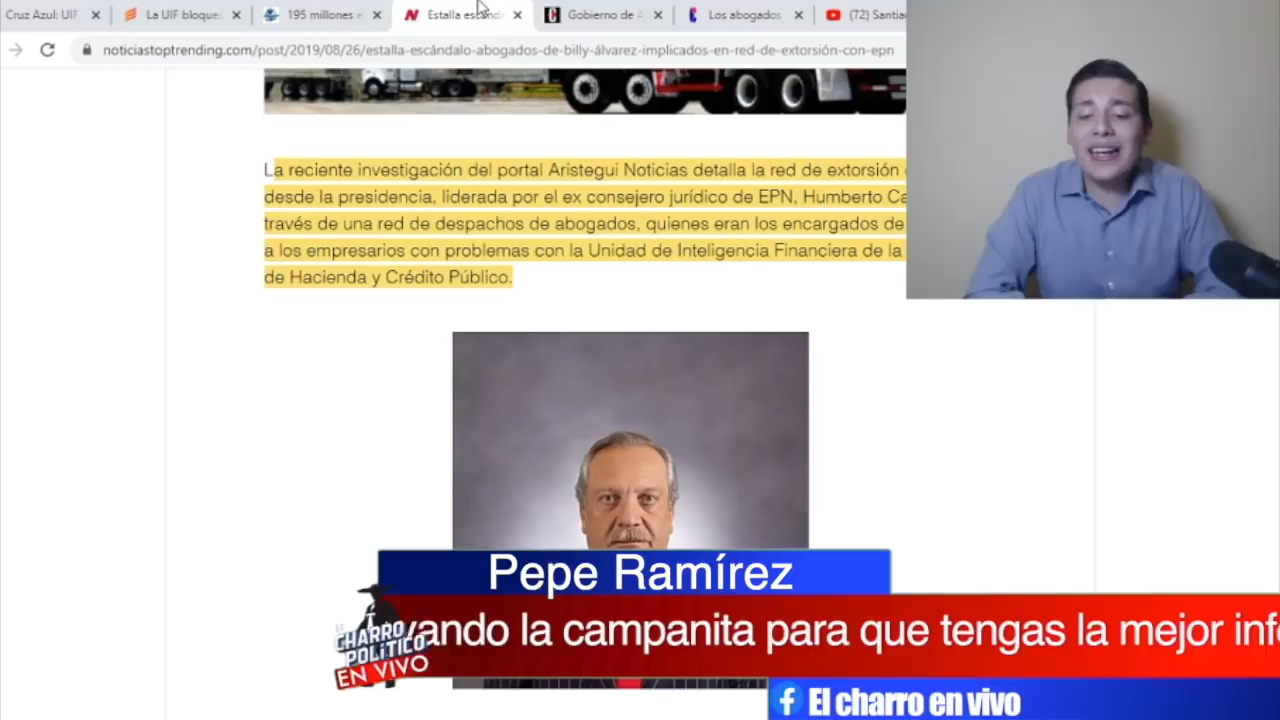 Cruz Azul: UIF
La UIF bloque
195 millones e
Estalla escánd
Gobierno de A
Los abogados
(72) Santia
noticiastoptrending.com/post/2019/08/26/estalla-escándalo-abogados-de-billy-álvarez-implicados-en-red-de-extorsión-con-epn
La reciente investigación del portal Aristegui Noticias detalla la red de extorsión
desde la presidencia, liderada por el ex consejero jurídico de EPN, Humberto Ca
través de una red de despachos de abogados, quienes eran los encargados de
a los empresarios con problemas con la Unidad de Inteligencia Financiera de la
de Hacienda y Crédito Público.
Pepe Ramírez
vando la campanita para que tengas la mejor info
CHARRO
POLÍTICO
EN VIVO
El charro en vivo